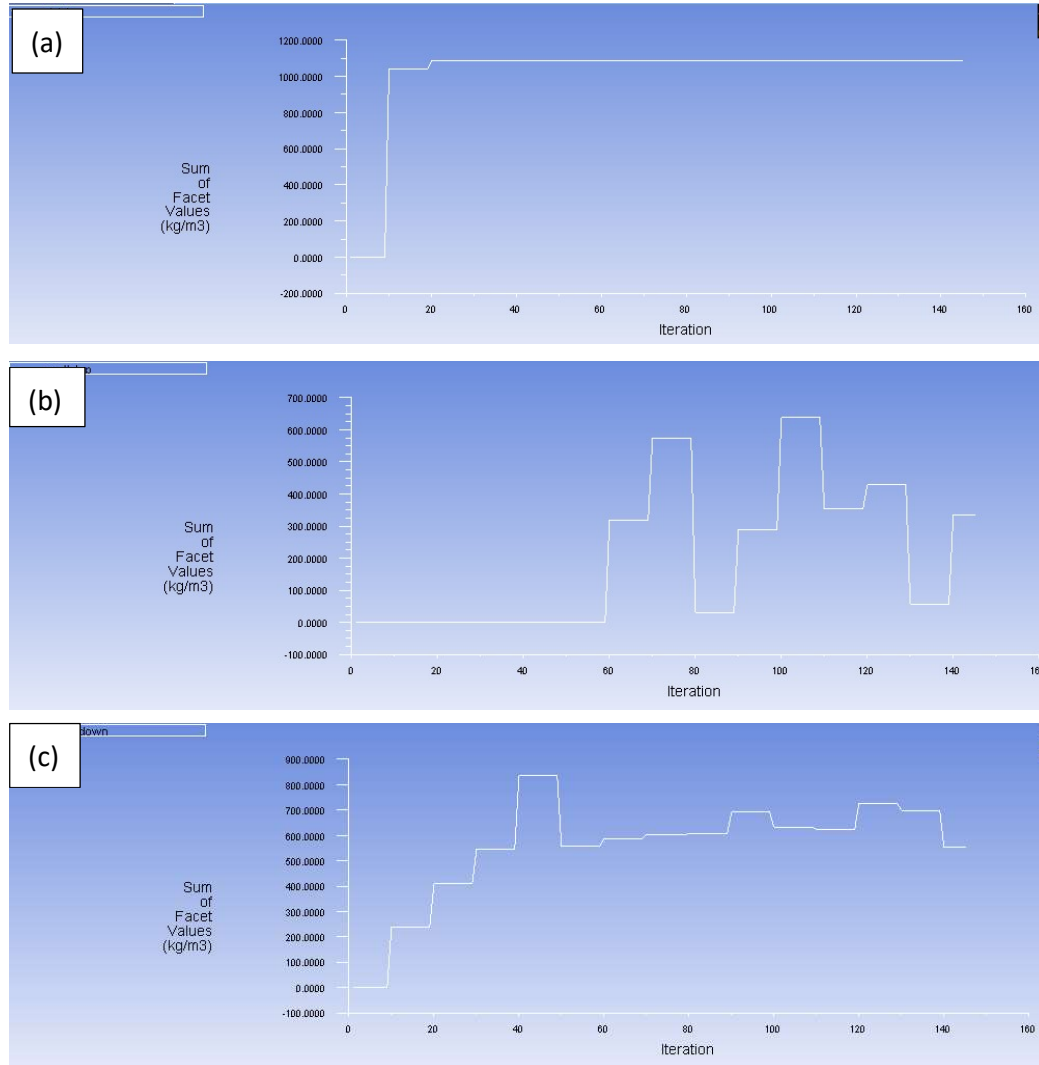 (a)
1200.0000
1000.0000
800.0000
600.0000
400.0000
200.0000
0.0000
-200.0000
Sum
of
Facet
Values
(kg/m3)
0 20 40 60 80 100 120 140 160
Iteration
(b)
700.0000
600.0000
500.0000
400.0000
300.0000
200.0000
100.0000
0.0000
-100.0000
Sum
of
Facet
Values
(kg/m3)
0 20 40 60 80 100 120 140 16
Iteration
(c)
down
900.0000
800.0000
700.0000
600.0000
500.0000
400.0000
300.0000
200.0000
100.0000
0.0000
-100.0000
Sum
of
Facet
Values
(kg/m3)
0 20 40 60 80 100 120 140 160
Iteration